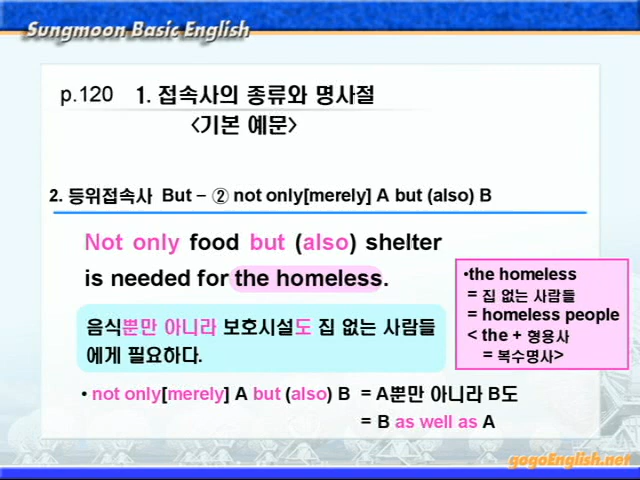 Sungmoon Basic English
p.120 1. 접속사의 종류와 명사절
<기본 예문>
2. 등위접속사 But – ② not only[merely] A but (also) B
Not only food but (also) shelter
is needed for the homeless.
•the homeless
= 집 없는 사람들
= homeless people
< the + 형용사
= 복수명사>
음식뿐만 아니라 보호시설도 집 없는 사람들
에게 필요하다.
• not only[merely] A but (also) B = A뿐만 아니라 B도
= B as well as A
gogoEnglish.net